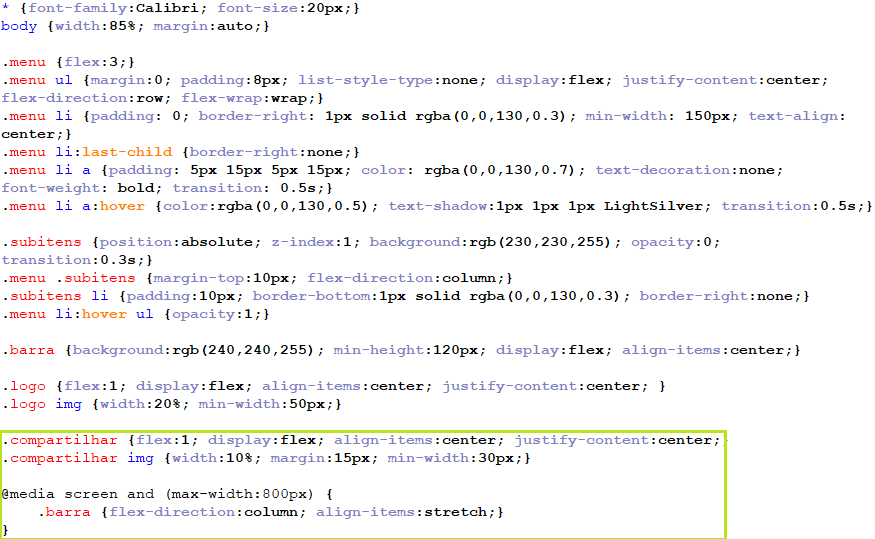 * {font-family:Calibri; font-size:20px;}
body {width:85%; margin:auto;}
.menu {flex:3;}
.menu ul {margin:0; padding:8px; list-style-type:none; display:flex; justify-content:center;
flex-direction:row; flex-wrap:wrap;}
.menu li {padding: 0; border-right: 1px solid rgba(0,0,130,0.3); min-width: 150px; text-align:
center;}
.menu li:last-child {border-right:none;}
.menu li a {padding: 5px 15px 5px 15px; color: rgba(0,0,130,0.7); text-decoration:none;
font-weight: bold; transition: 0.5s;}
.menu li a:hover {color:rgba(0,0,130,0.5); text-shadow:1px 1px 1px LightSilver; transition:0.5s;}
.subitens {position:absolute; z-index:1; background:rgb(230,230,255); opacity:0;
transition:0.3s;}
.menu .subitens {margin-top:10px; flex-direction:column;}
.subitens li {padding:10px; border-bottom:1px solid rgba(0,0,130,0.3); border-right:none;}
.menu li:hover ul {opacity:1;}
.barra {background:rgb(240,240,255); min-height:120px; display:flex; align-items:center;}
.logo {flex:1; display:flex; align-items:center; justify-content:center; }
.logo img {width:20%; min-width:50px;}
.compartilhar {flex:1; display:flex; align-items:center; justify-content:center;
.compartilhar img {width:10%; margin:15px; min-width:30px;}
@media screen and (max-width:800px) {
.barra {flex-direction:column; align-items:stretch;}
}